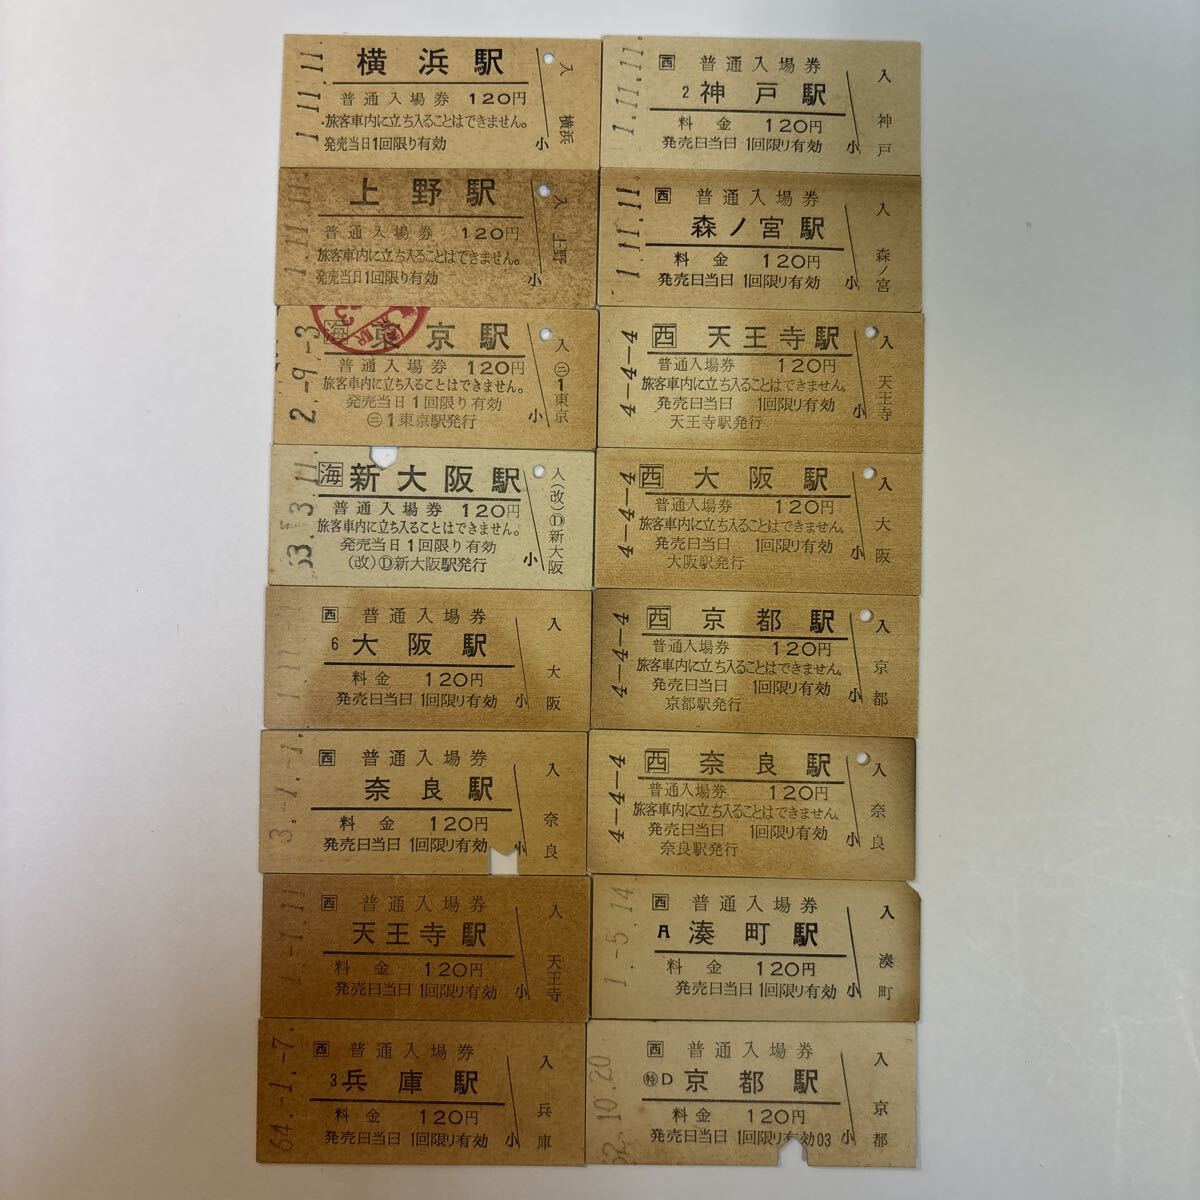 1.11.11.
横浜駅
普通入場券 120円
旅客車内に立ち入ることはできません。
発売当日1回限り有効
小
入
横浜
1.11.11.
上野駅
普通入場券 120円
旅客車内に立ち入ることはできません。
発売当日1回限り有効
小
入
上野
2.-9.-3
海 東京駅
普通入場券 120円
旅客車内に立ち入ることはできません。
発売当日1回限り有効
㊁1東京駅発行
小
入
㊁1東京
63.3.11.
海 新大阪駅
普通入場券 120円
旅客車内に立ち入ることはできません。
発売当日1回限り有効
(改)Ⓓ新大阪駅発行
小
入(改)Ⓓ新大阪
西 普通入場券
6 大阪駅
料金 120円
発売日当日 1回限リ有効
小
入
大阪
3.-1.-1.
西 普通入場券
奈良駅
料金 120円
発売日当日 1回限リ有効
小
入
奈良
1.-1.11
西 普通入場券
天王寺駅
料金 120円
発売日当日 1回限リ有効
小
入
天王寺
64.-1.-7.
西 普通入場券
3 兵庫駅
料金 120円
発売日当日 1回限リ有効
小
入
兵庫
1.11.11.
西 普通入場券
2 神戸駅
料金 120円
発売日当日 1回限リ有効
小
入
神戸
1.11.11
西 普通入場券
森ノ宮駅
料金 120円
発売日当日 1回限リ有効
小
入
森ノ宮
4-4-4
西 天王寺駅
普通入場券 120円
旅客車内に立ち入ることはできません。
発売日当日 1回限リ有効
天王寺駅発行
小
入
天王寺
4-4-4
西 大阪駅
普通入場券 120円
旅客車内に立ち入ることはできません。
発売日当日 1回限リ有効
大阪駅発行
小
入
大阪
4-4-4
西 京都駅
普通入場券 120円
旅客車内に立ち入ることはできません。
発売日当日 1回限リ有効
京都駅発行
小
入
京都
4-4-4
西 奈良駅
普通入場券 120円
旅客車内に立ち入ることはできません。
発売日当日 1回限リ有効
奈良駅発行
小
入
奈良
1.-5.14
西 普通入場券
A 湊町駅
料金 120円
発売日当日 1回限リ有効
小
入
湊町
62.10.20
西 普通入場券
㊕D 京都駅
料金 120円
発売日当日 1回限リ有効03
小
入
京都